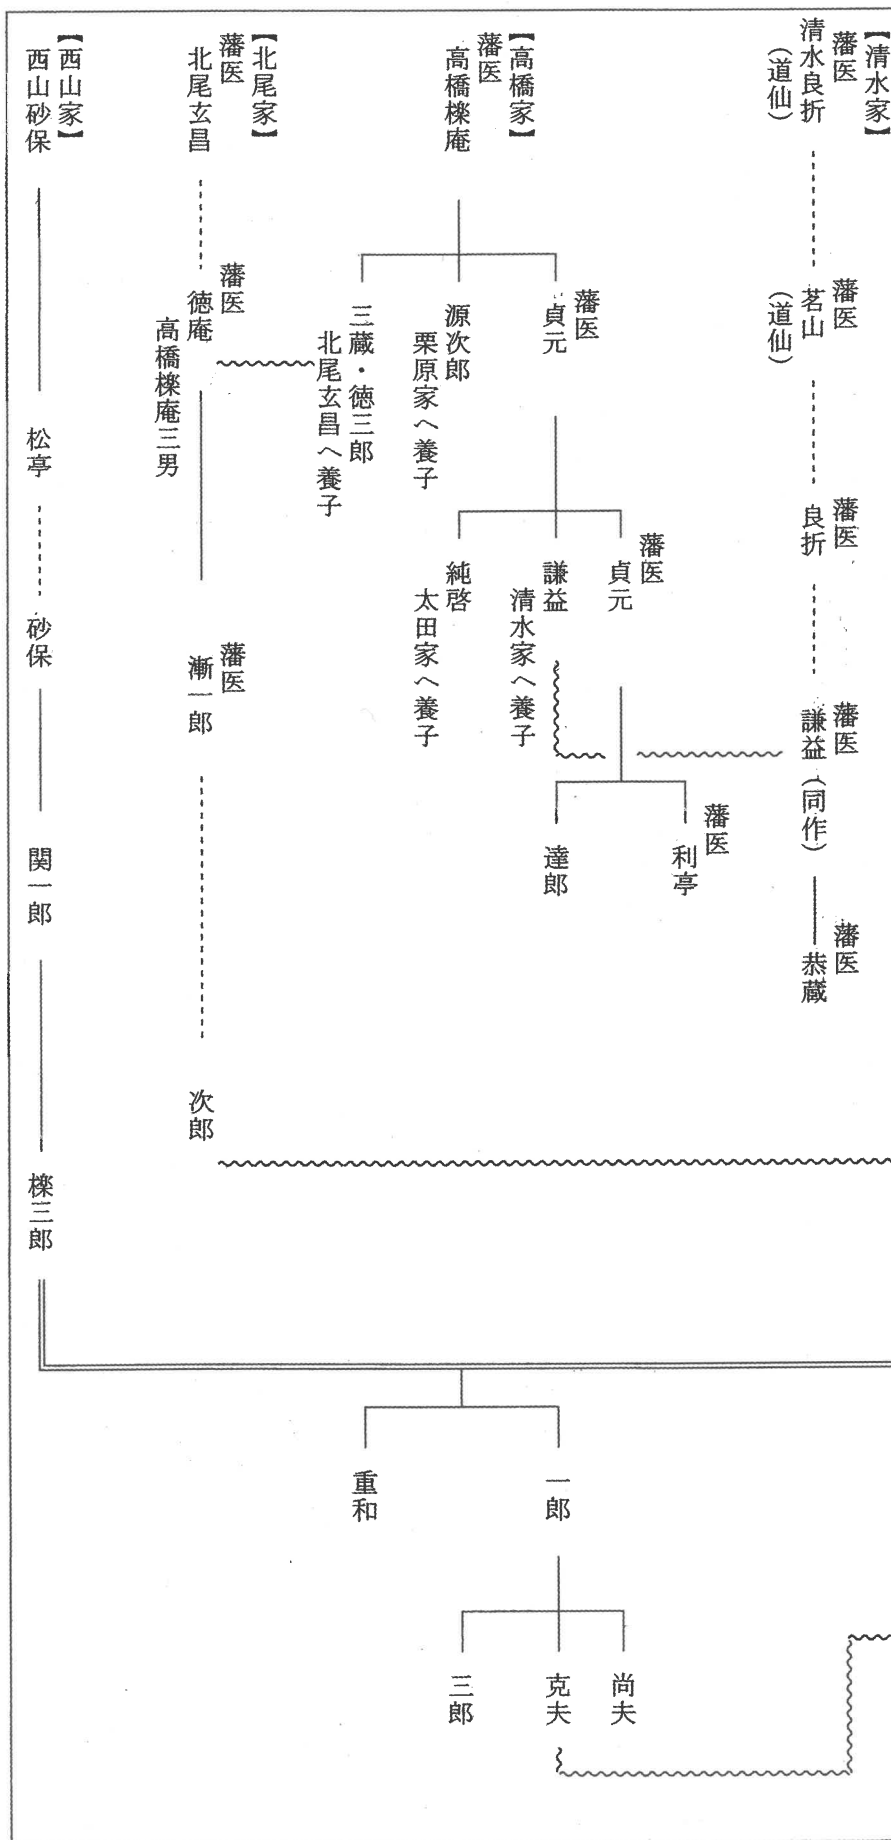 【清水家】
藩医
清水良折
（道仙）
藩医
茗山
（道仙）
藩医
良折
藩医
謙益（同作）
藩医
恭蔵
【高橋家】
藩医
高橋櫟庵
藩医
貞元
源次郎
栗原家へ養子
三蔵・徳三郎
北尾玄昌へ養子
藩医
貞元
謙益
清水家へ養子
純啓
太田家へ養子
藩医
利亭
達郎
【北尾家】
藩医
北尾玄昌
藩医
徳庵
高橋櫟庵三男
藩医
漸一郎
次郎
【西山家】
西山砂保
松亭
砂保
関一郎
櫟三郎
一郎
重和
尚夫
克夫
三郎